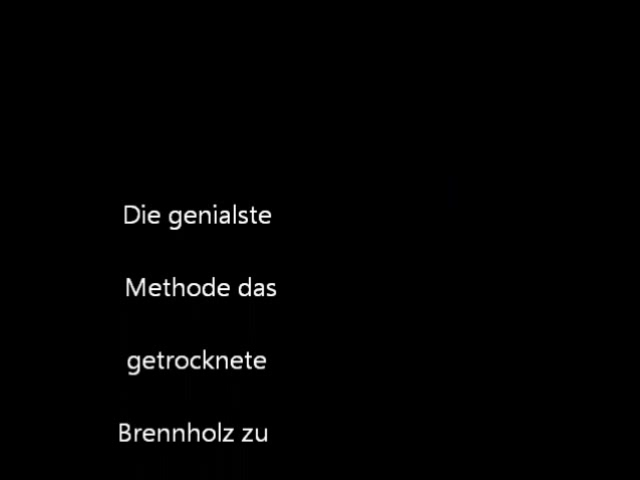 Die genialste
Methode das
getrocknete
Brennholz zu